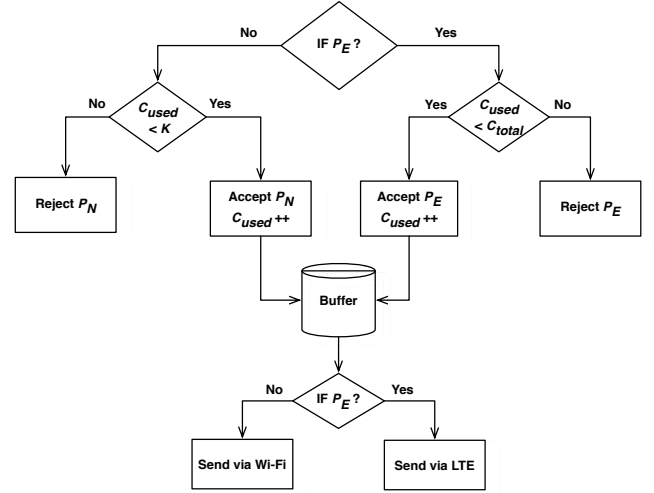 No
IF P_E ?
Yes
No
C_used
< K
Yes
Yes
C_used
< C_total
No
Reject P_N
Accept P_N
C_used ++
Accept P_E
C_used ++
Reject P_E
Buffer
No
IF P_E ?
Yes
Send via Wi-Fi
Send via LTE